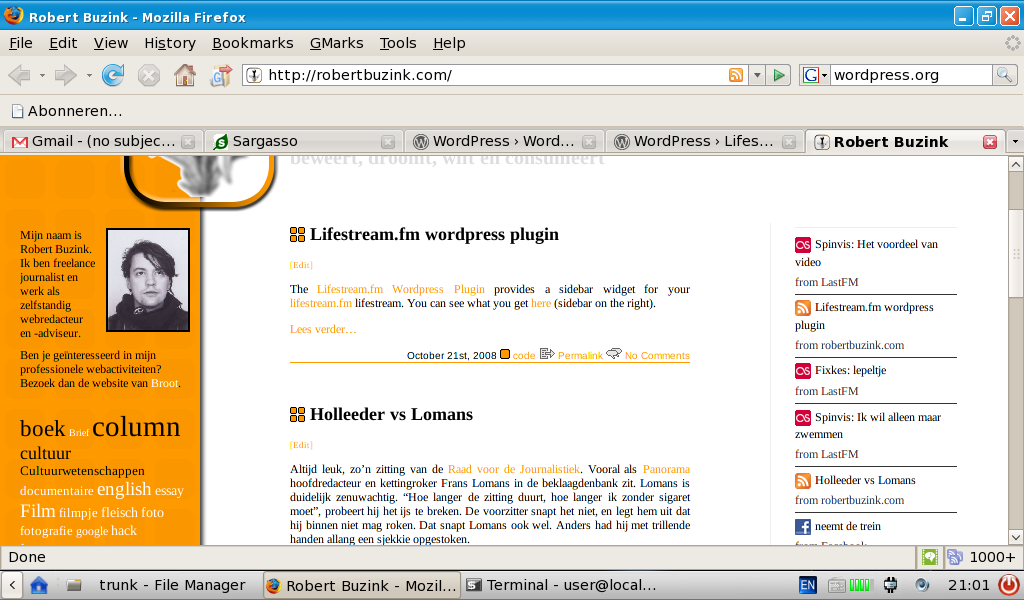 Robert Buzink - Mozilla Firefox
File Edit View History Bookmarks GMarks Tools Help
http://robertbuzink.com/
wordpress.org
Abonneren...
Gmail - (no subjec... Sargasso WordPress › Word... WordPress › Lifes... Robert Buzink
beweert, droomt, wilt en consumeert
Mijn naam is
Robert Buzink.
Ik ben freelance
journalist en
werk als
zelfstandig
webredacteur
en -adviseur.
Ben je geïnteresseerd in mijn
professionele webactiviteiten?
Bezoek dan de website van Broot.
boek Brief column
cultuur
Cultuurwetenschappen
documentaire english essay
Film filmpje fleisch foto
fotografie google hack
Lifestream.fm wordpress plugin
[Edit]
The Lifestream.fm Wordpress Plugin provides a sidebar widget for your
lifestream.fm lifestream. You can see what you get here (sidebar on the right).
Lees verder…
October 21st, 2008 code Permalink No Comments
Holleeder vs Lomans
[Edit]
Altijd leuk, zo’n zitting van de Raad voor de Journalistiek. Vooral als Panorama
hoofdredacteur en kettingroker Frans Lomans in de beklaagdenbank zit. Lomans is
duidelijk zenuwachtig. “Hoe langer de zitting duurt, hoe langer ik zonder sigaret
moet”, probeert hij het ijs te breken. De voorzitter snapt het niet, en legt hem uit dat
hij binnen niet mag roken. Dat snapt Lomans ook wel. Anders had hij met trillende
handen allang een sjekkie opgestoken.
Spinvis: Het voordeel van
video
from LastFM
Lifestream.fm wordpress
plugin
from robertbuzink.com
Fixkes: lepeltje
from LastFM
Spinvis: Ik wil alleen maar
zwemmen
from LastFM
Holleeder vs Lomans
from robertbuzink.com
neemt de trein
from Facebook
Done
1000+
trunk - File Manager Robert Buzink - Mozil... Terminal - user@local... EN 21:01